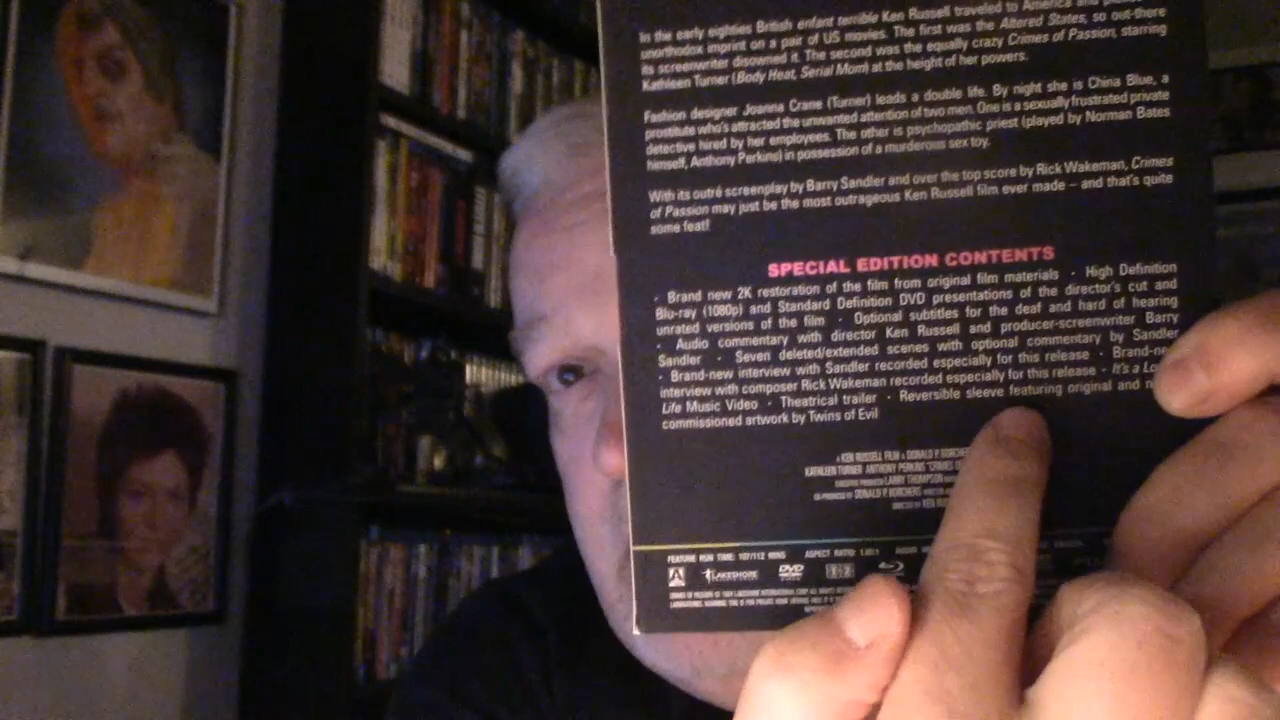 In the early eighties British enfant terrible Ken Russell traveled to America and
unorthodox imprint on a pair of US movies. The first was the Altered States, so out-there
its screenwriter disowned it. The second was the equally crazy Crimes of Passion, starring
Kathleen Turner (Body Heat, Serial Mom) at the height of her powers.
Fashion designer Joanna Crane (Turner) leads a double life. By night she is China Blue, a
prostitute who's attracted the unwanted attention of two men. One is a sexually frustrated private
detective hired by her employees. The other is psychopathic priest (played by Norman Bates
himself, Anthony Perkins) in possession of a murderous sex toy.
With its outré screenplay by Barry Sandler and over the top score by Rick Wakeman, Crimes
of Passion may just be the most outrageous Ken Russell film ever made – and that's quite
some feat!
SPECIAL EDITION CONTENTS
· Brand new 2K restoration of the film from original film materials · High Definition
Blu-ray (1080p) and Standard Definition DVD presentations of the director's cut and
unrated versions of the film · Optional subtitles for the deaf and hard of hearing
· Audio commentary with director Ken Russell and producer-screenwriter Barry
Sandler · Seven deleted/extended scenes with optional commentary by Sandler
· Brand-new interview with Sandler recorded especially for this release · Brand-ne
interview with composer Rick Wakeman recorded especially for this release · It's a Lo
Life Music Video · Theatrical trailer · Reversible sleeve featuring original and n
commissioned artwork by Twins of Evil
A KEN RUSSELL FILM
KATHLEEN TURNER ANTHONY PERKINS "CRIMES
LARRY THOMPSON
DONALD P. BORCHERS
FEATURE RUN TIME: 107/112 MINS ASPECT RATIO:
LAKESHORE DVD